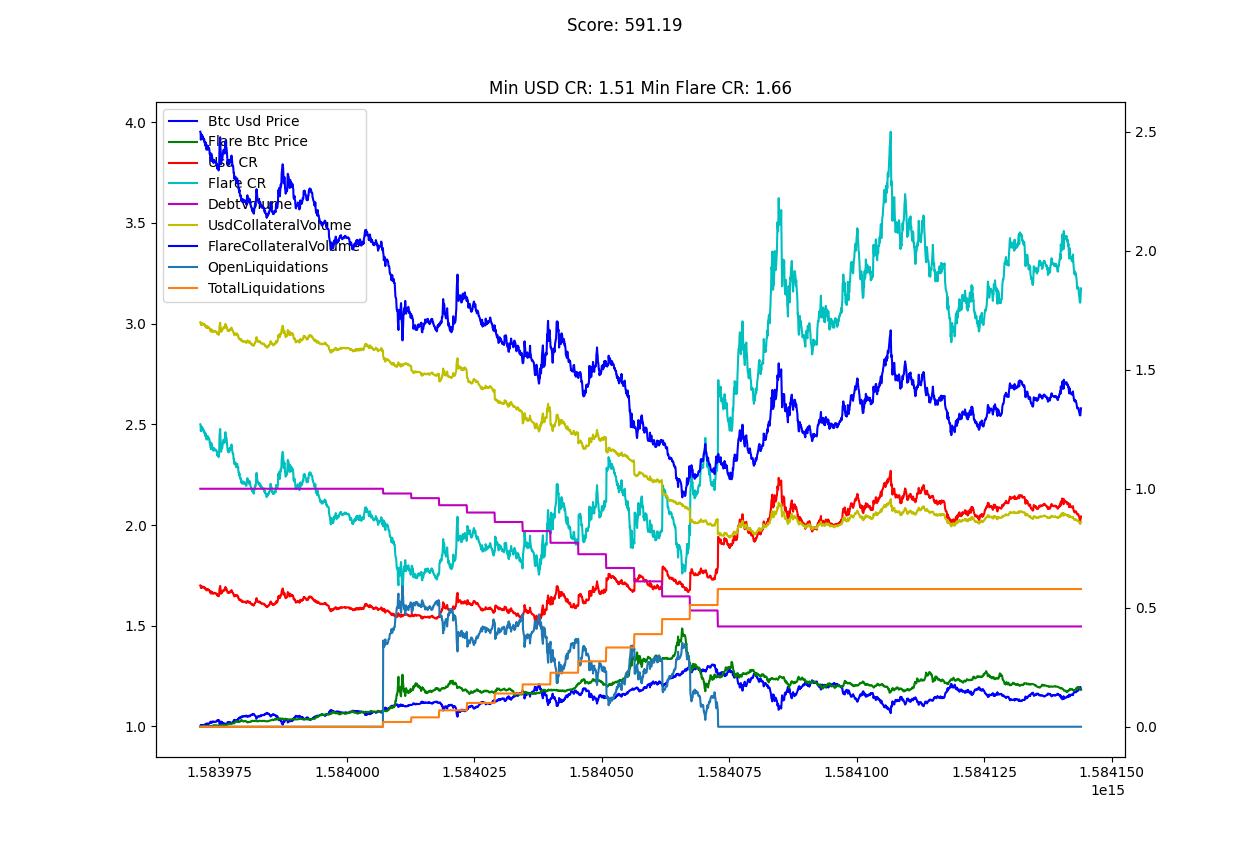 Score: 591.19
Min USD CR: 1.51 Min Flare CR: 1.66
Btc Usd Price
Flare Btc Price
Usd CR
Flare CR
DebtVolume
UsdCollateralVolume
FlareCollateralVolume
OpenLiquidations
TotalLiquidations
4.0
3.5
3.0
2.5
2.0
1.5
1.0
2.5
2.0
1.5
1.0
0.5
0.0
1.583975 1.584000 1.584025 1.584050 1.584075 1.584100 1.584125 1.584150
1e15